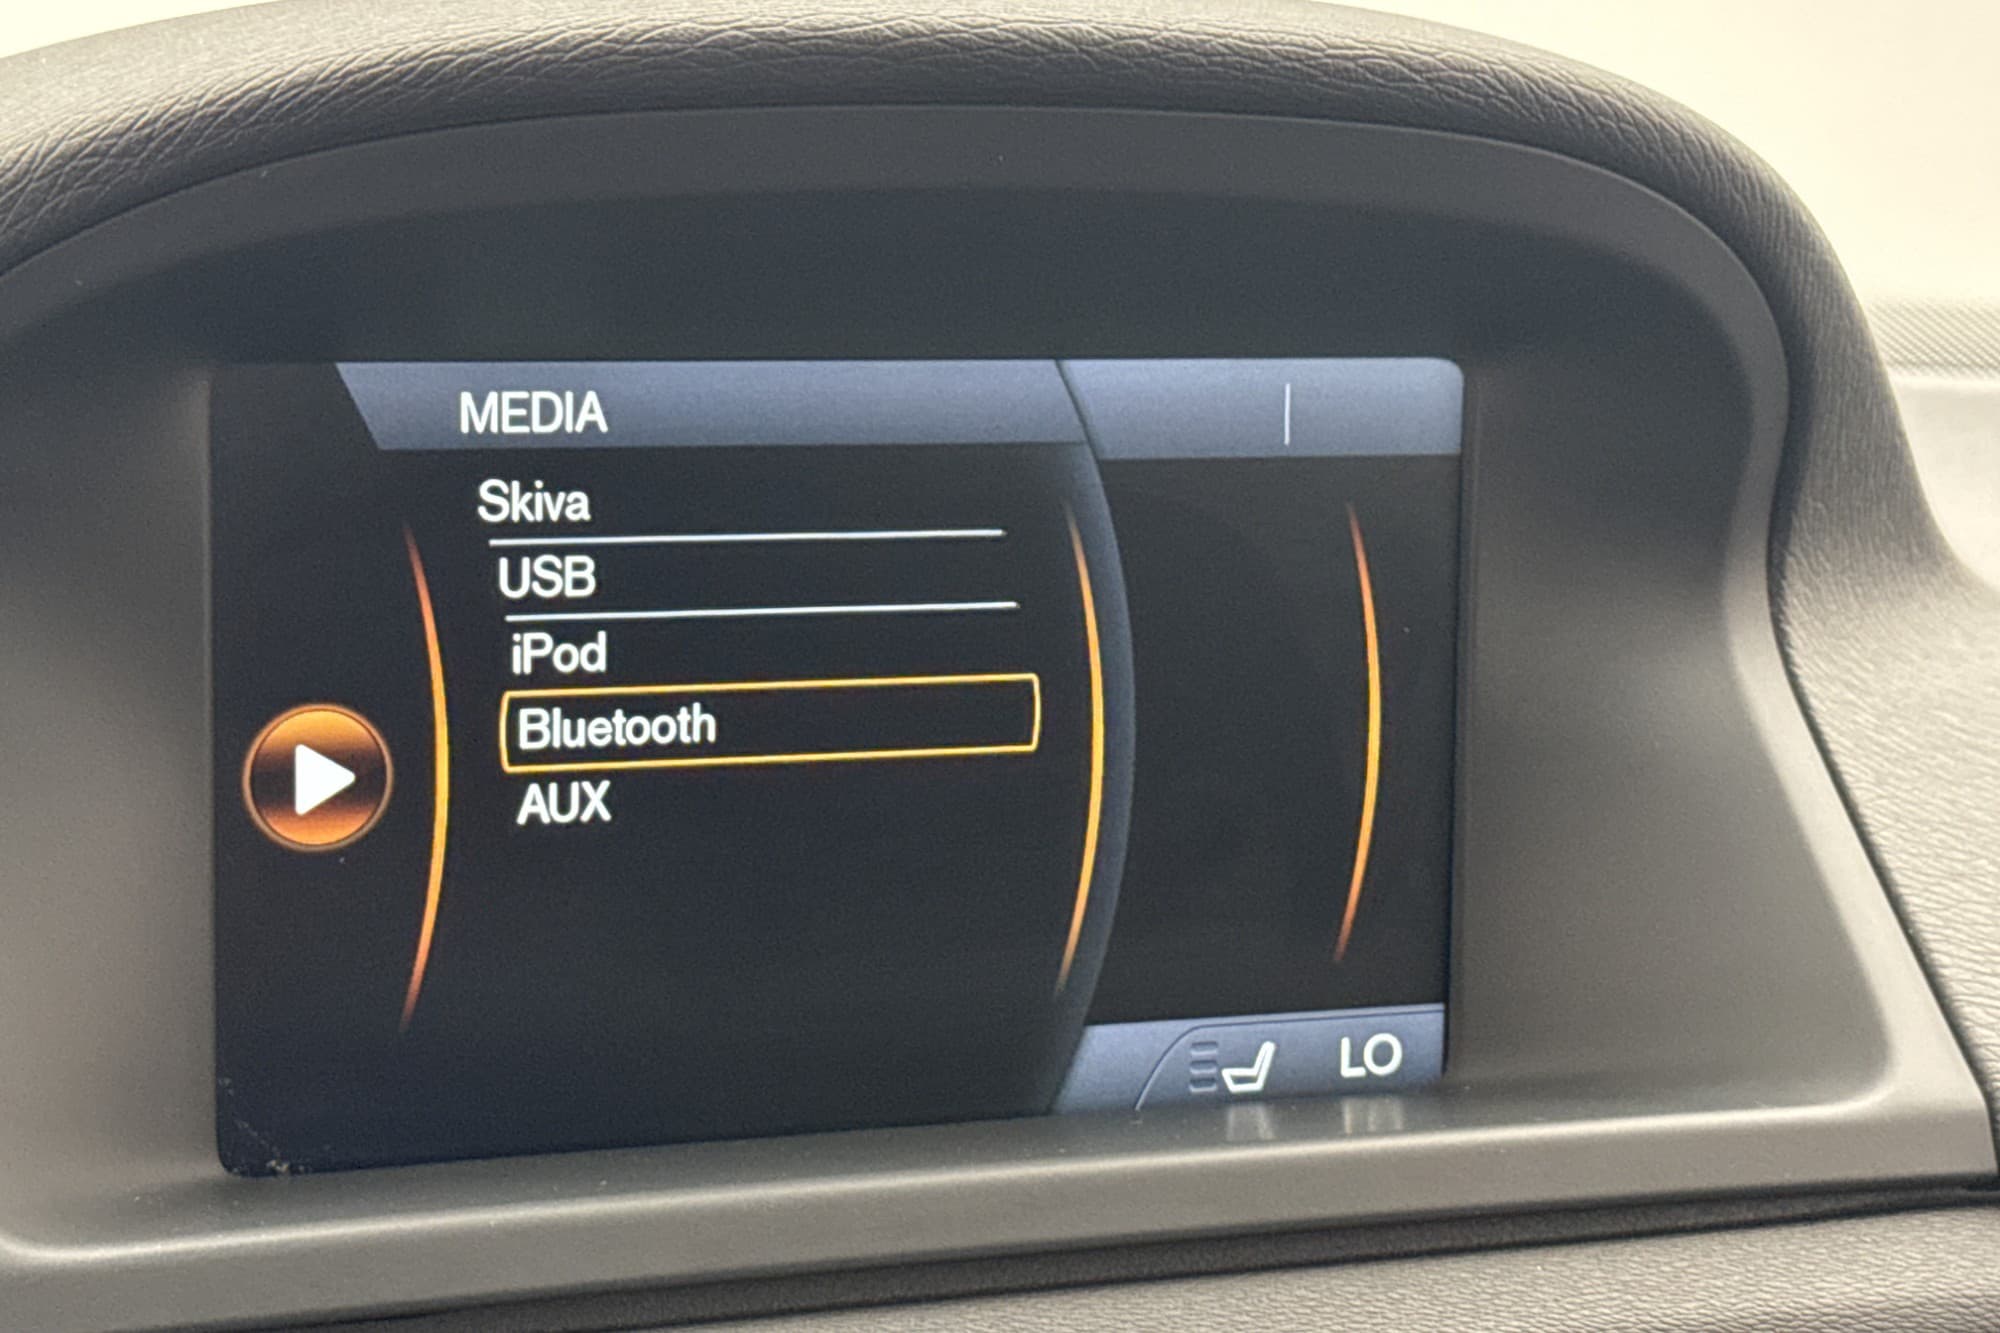 MEDIA
Skiva
USB
iPod
Bluetooth
AUX
LO